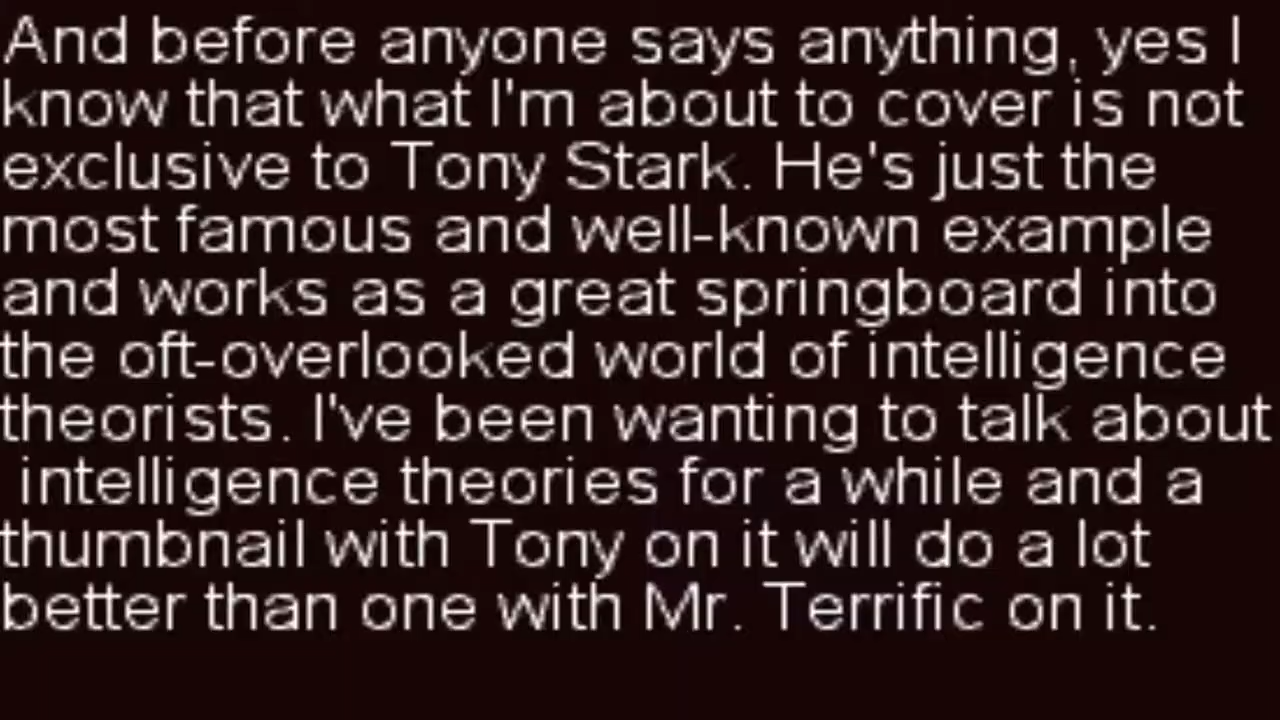 And before anyone says anything, yes I
know that what I'm about to cover is not
exclusive to Tony Stark. He's just the
most famous and well-known example
and works as a great springboard into
the oft-overlooked world of intelligence
theorists. I've been wanting to talk about
intelligence theories for a while and a
thumbnail with Tony on it will do a lot
better than one with Mr. Terrific on it.